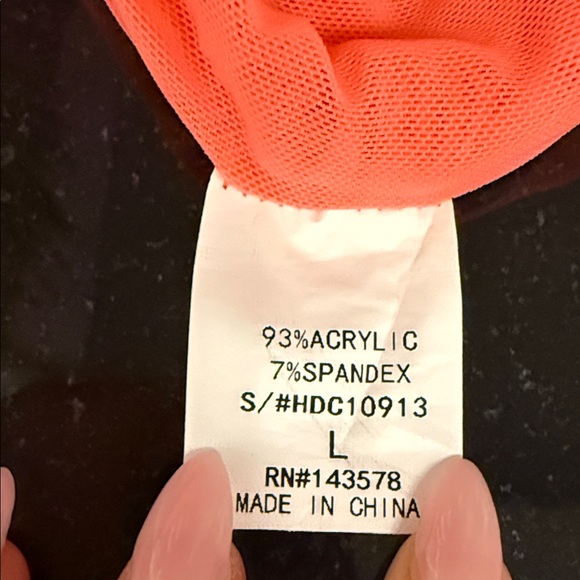 93%ACRYLIC
7%SPANDEX
S/#HDC10913
L
RN#143578
MADE IN CHINA